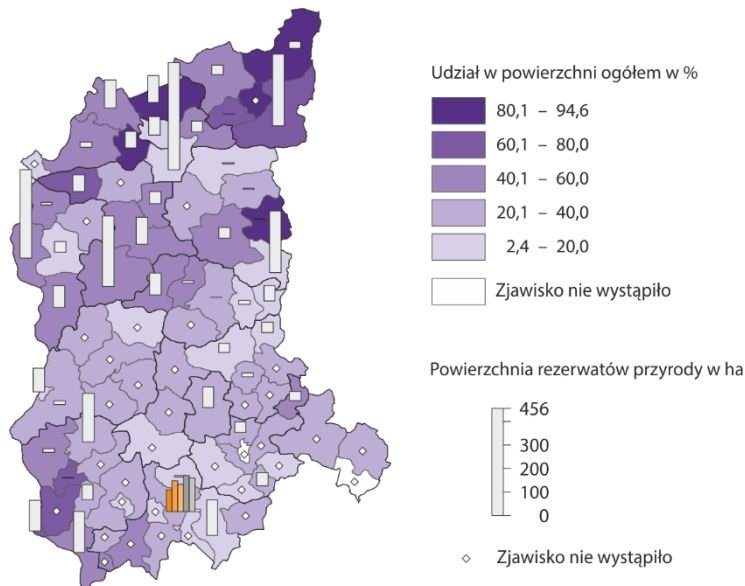 Udział w powierzchni ogółem w %
80,1 – 94,6
60,1 – 80,0
40,1 – 60,0
20,1 – 40,0
2,4 – 20,0
Zjawisko nie wystąpiło
Powierzchnia rezerwatów przyrody w ha
456
300
200
100
0
Zjawisko nie wystąpiło